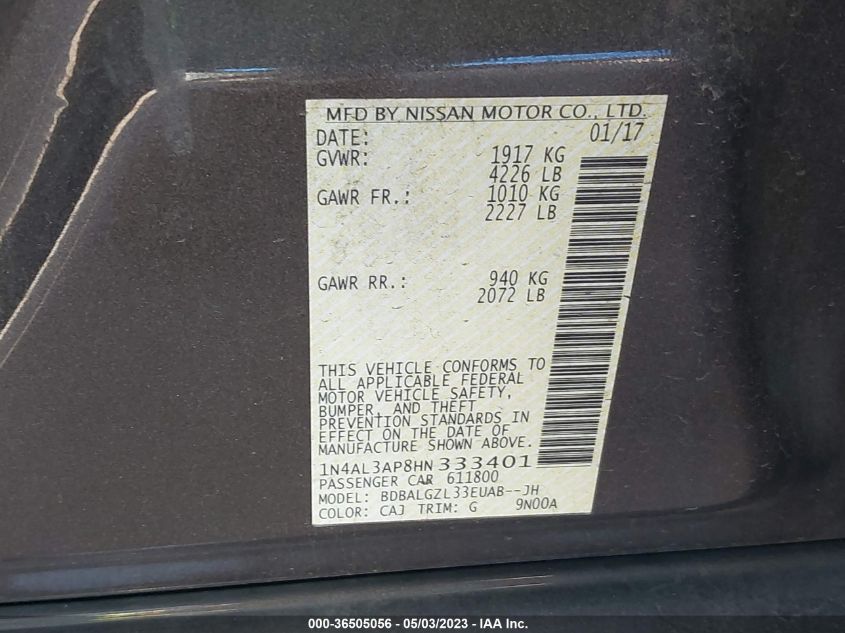 MFD BY NISSAN MOTOR CO., LTD.
DATE: 01/17
GVWR: 1917 KG
4226 LB
GAWR FR.: 1010 KG
2227 LB
GAWR RR.: 940 KG
2072 LB
THIS VEHICLE CONFORMS TO
ALL APPLICABLE FEDERAL
MOTOR VEHICLE SAFETY,
BUMPER, AND THEFT
PREVENTION STANDARDS IN
EFFECT ON THE DATE OF
MANUFACTURE SHOWN ABOVE.
1N4AL3AP8HN 333401
PASSENGER CAR 611800
MODEL: BDBALGZL33EUAB--JH
COLOR: CAJ TRIM: G 9N00A
000-36505056 - 05/03/2023 - IAA Inc.